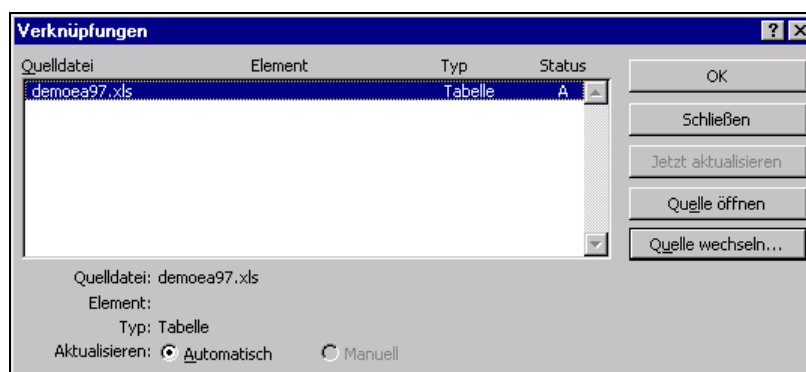 Verknüpfungen
Quelldatei Element Typ Status
demoea97.xls Tabelle A
OK
Schließen
Jetzt aktualisieren
Quelle öffnen
Quelle wechseln...
Quelldatei: demoea97.xls
Element:
Typ: Tabelle
Aktualisieren: Automatisch Manuell